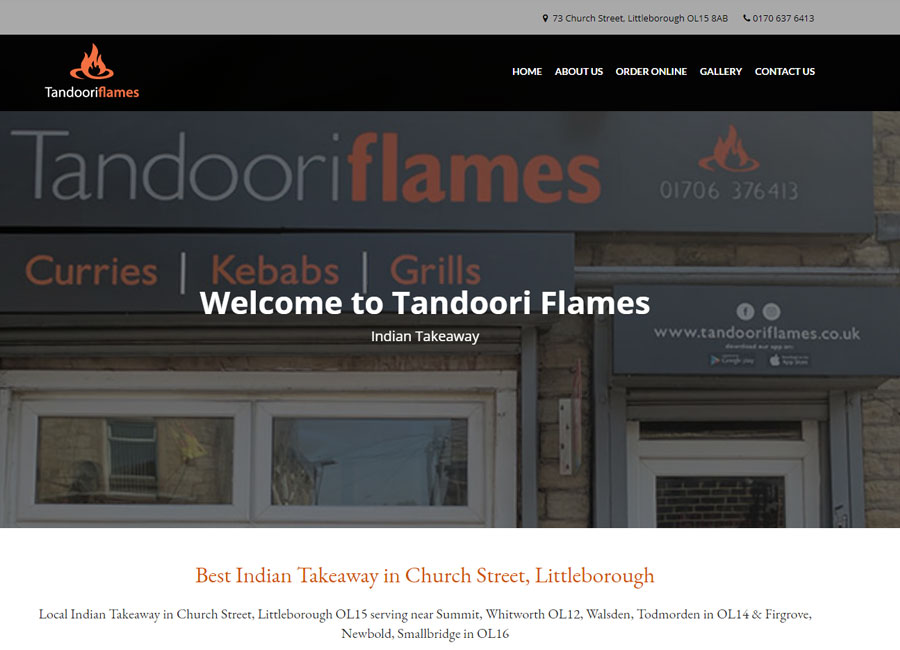 73 Church Street, Littleborough OL15 8AB 0170 637 6413
Tandooriflames
HOME ABOUT US ORDER ONLINE GALLERY CONTACT US
Tandooriflames
01706 376413
Curries | Kebabs | Grills
Welcome to Tandoori Flames
Indian Takeaway
f
www.tandooriflames.co.uk
download our app on:
Google play App Store
Best Indian Takeaway in Church Street, Littleborough
Local Indian Takeaway in Church Street, Littleborough OL15 serving near Summit, Whitworth OL12, Walsden, Todmorden in OL14 & Firgrove,
Newbold, Smallbridge in OL16